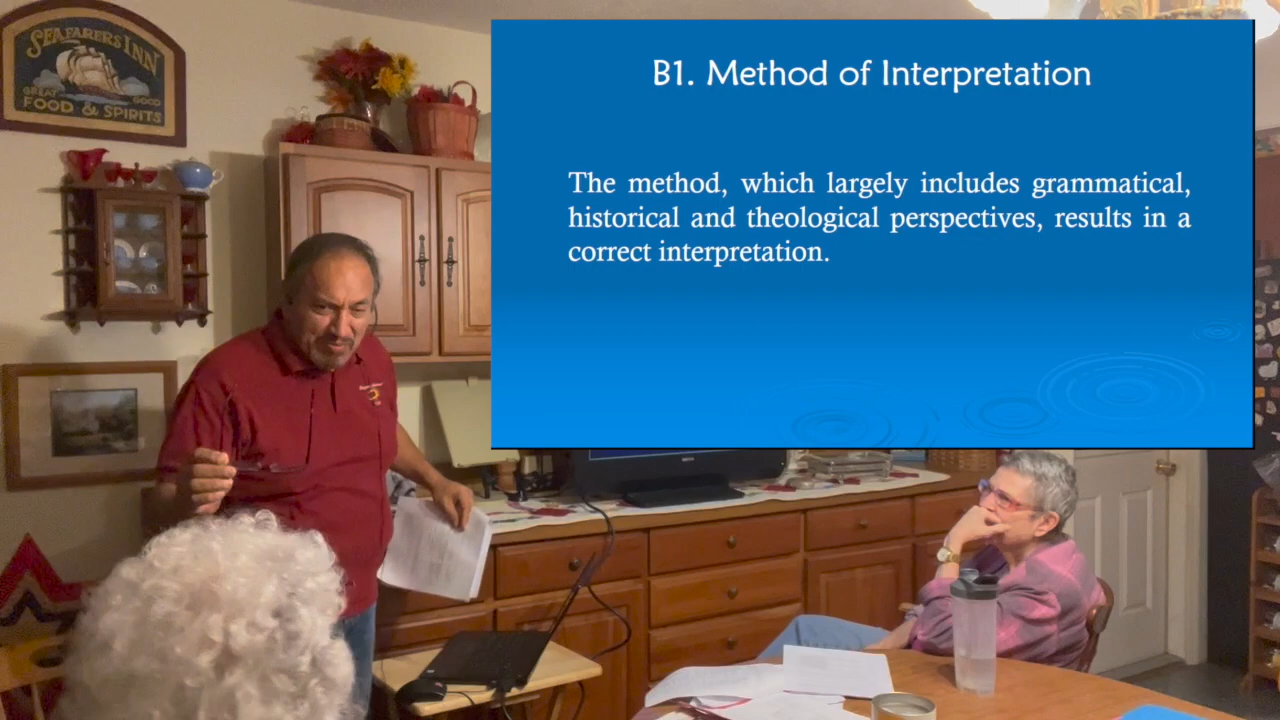 SEAFARERS INN
GREAT GOOD
FOOD & SPIRITS
B1. Method of Interpretation
The method, which largely includes grammatical,
historical and theological perspectives, results in a
correct interpretation.